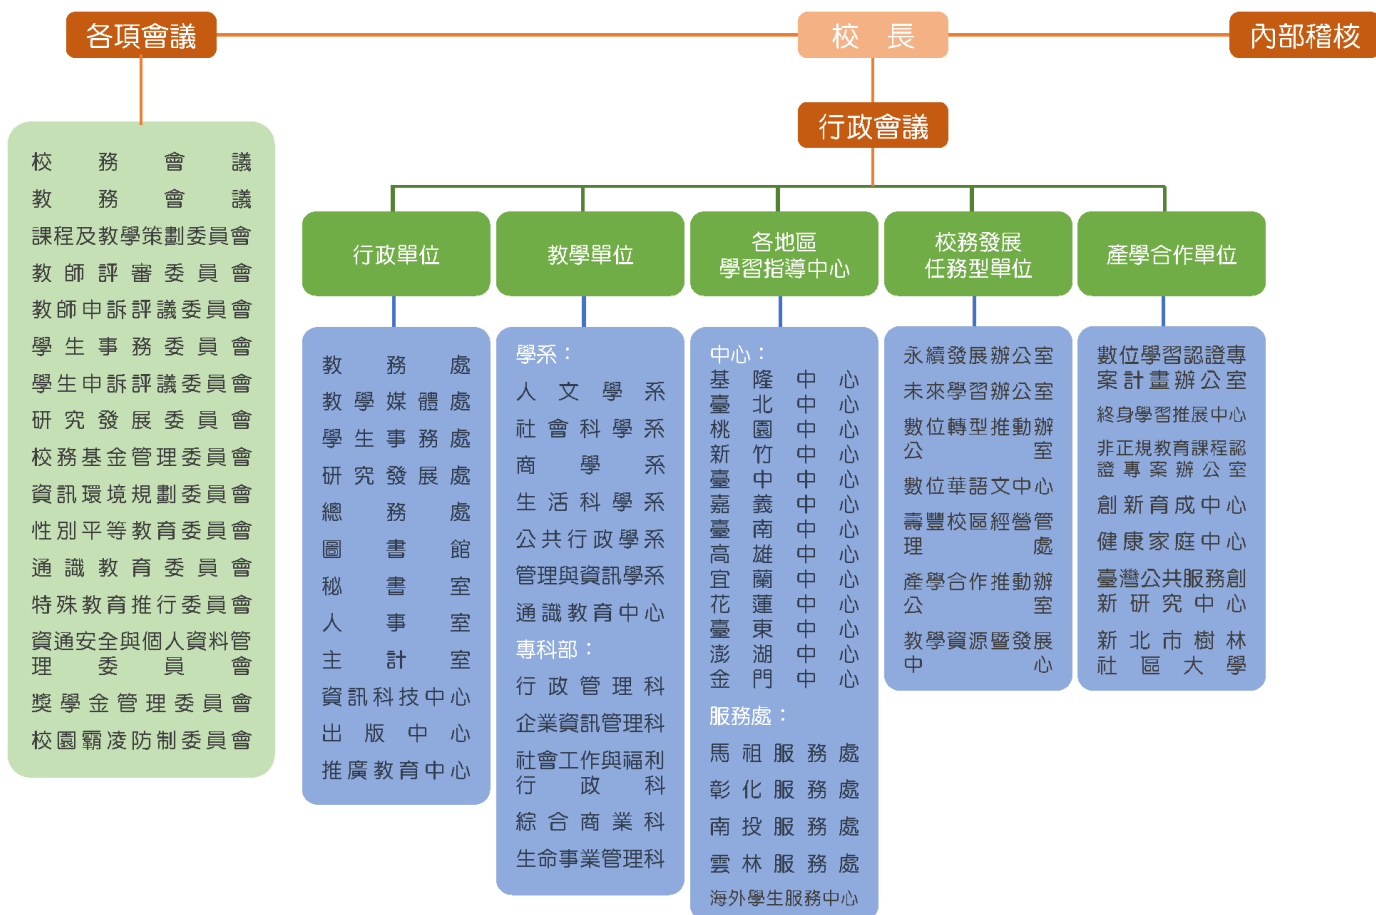 各項會議
校長
內部稽核
行政會議
校務會議
教務會議
課程及教學策劃委員會
教師評審委員會
教師申訴評議委員會
學生事務委員會
學生申訴評議委員會
研究發展委員會
校務基金管理委員會
資訊環境規劃委員會
性別平等教育委員會
通識教育委員會
特殊教育推行委員會
資通安全與個人資料管
理委員會
獎學金管理委員會
校園霸凌防制委員會
行政單位
教務處
教學媒體處
學生事務處
研究發展處
總務處
圖書館
秘書室
人事室
主計室
資訊科技中心
出版中心
推廣教育中心
教學單位
學系：
人文學系
社會科學系
商學系
生活科學系
公共行政學系
管理與資訊學系
通識教育中心
專科部：
行政管理科
企業資訊管理科
社會工作與福利
行政科
綜合商業科
生命事業管理科
各地區
學習指導中心
中心：
基隆中心
臺北中心
桃園中心
新竹中心
臺中中心
嘉義中心
臺南中心
高雄中心
宜蘭中心
花蓮中心
臺東中心
澎湖中心
金門中心
服務處：
馬祖服務處
彰化服務處
南投服務處
雲林服務處
海外學生服務中心
校務發展
任務型單位
永續發展辦公室
未來學習辦公室
數位轉型推動辦
公室
數位華語文中心
壽豐校區經營管
理處
產學合作推動辦
公室
教學資源暨發展
中心
產學合作單位
數位學習認證專
案計畫辦公室
終身學習推展中心
非正規教育課程認
證專案辦公室
創新育成中心
健康家庭中心
臺灣公共服務創
新研究中心
新北市樹林
社區大學